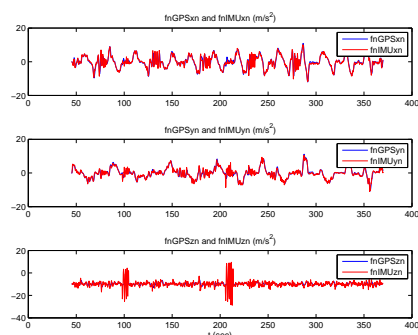 fnGPSxn and fnIMUxn (m/s²)
20
fnGPSxn
fnIMUxn
0
-20
0 50 100 150 200 250 300 350 400
fnGPSyn and fnIMUyn (m/s²)
20
fnGPSyn
fnIMUyn
0
-20
0 50 100 150 200 250 300 350 400
fnGPSzn and fnIMUzn (m/s²)
20
fnGPSzn
fnIMUzn
0
-20
-40
0 50 100 150 200 250 300 350 400